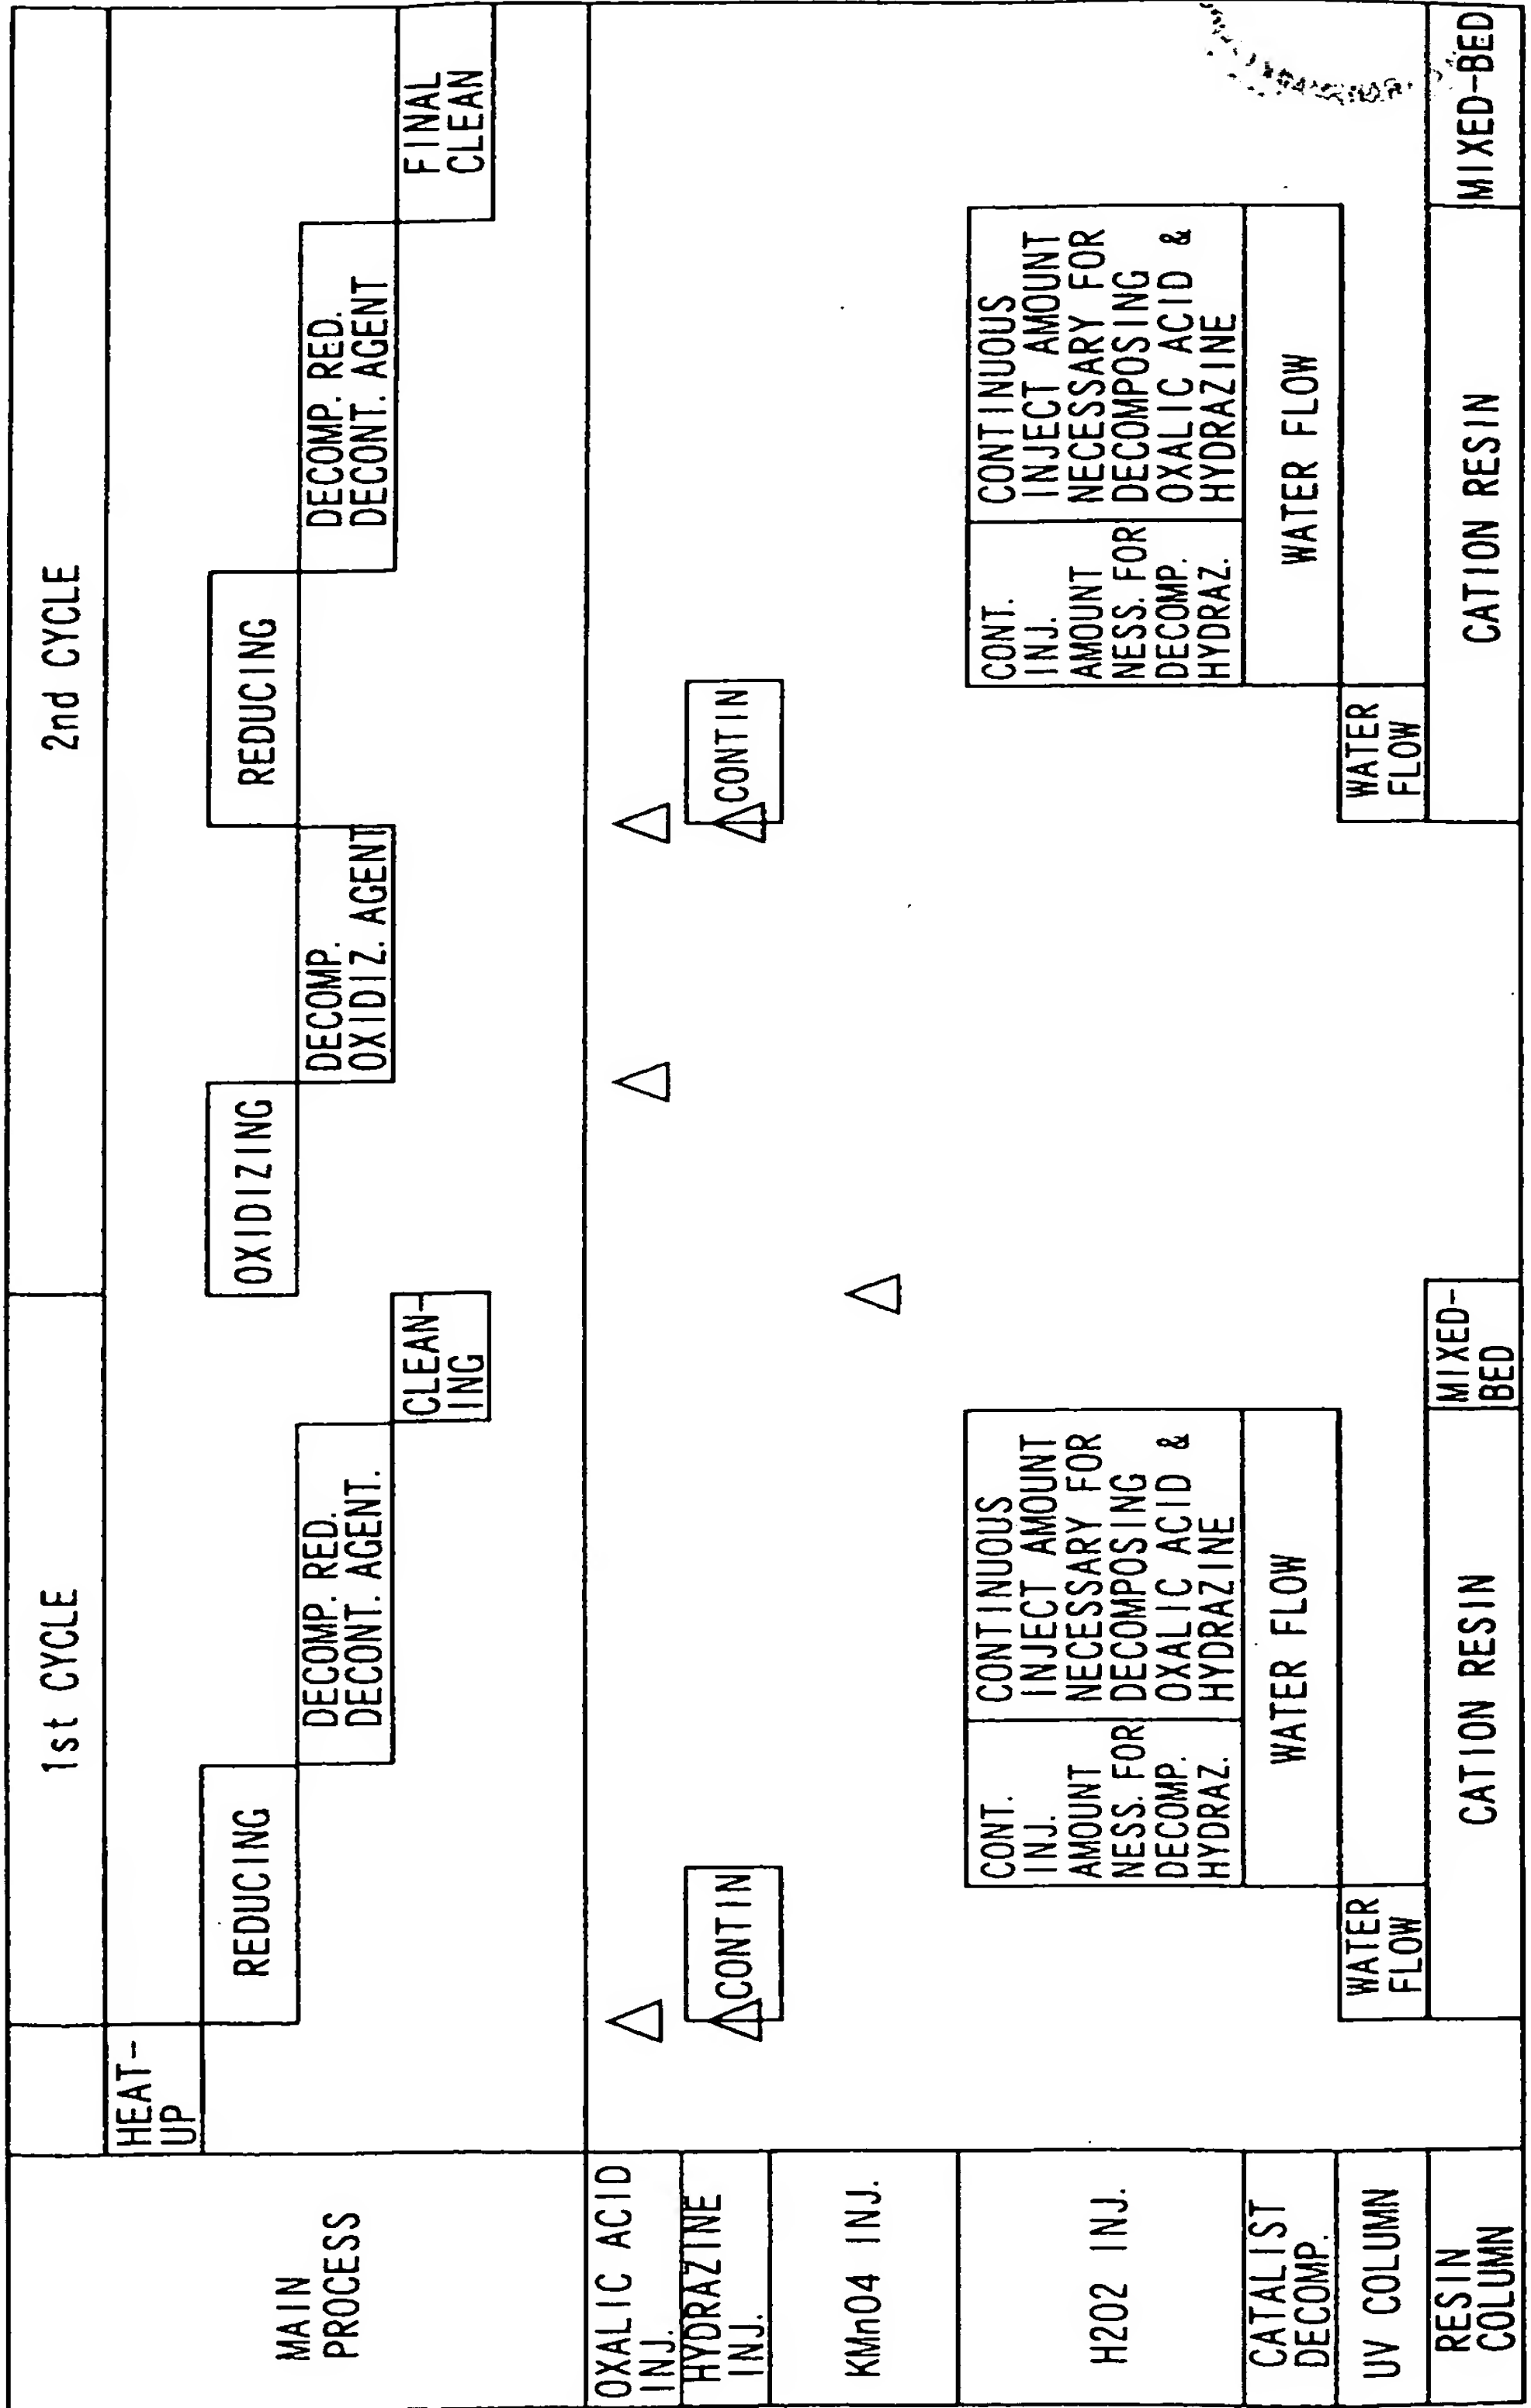 1st CYCLE
2nd CYCLE
MAIN
PROCESS
HEAT-
UP
REDUCING
DECOMP. RED.
DECONT. AGENT.
CLEAN-
ING
OXIDIZING
DECOMP.
OXIDIZ. AGENT
REDUCING
DECOMP. RED.
DECONT. AGENT
FINAL
CLEAN
OXALIC ACID
INJ.
HYDRAZINE
INJ.
CONTIN
CONTIN
KMnO4 INJ.
H2O2 INJ.
CONT.
INJ.
AMOUNT
NESS. FOR
DECOMP.
HYDRAZ.
CONTINUOUS
INJECT AMOUNT
NECESSARY FOR
DECOMPOSING
OXALIC ACID &
HYDRAZINE
CONT.
INJ.
AMOUNT
NESS. FOR
DECOMP.
HYDRAZ.
CONTINUOUS
INJECT AMOUNT
NECESSARY FOR
DECOMPOSING
OXALIC ACID &
HYDRAZINE
CATALIST
DECOMP.
WATER FLOW
WATER FLOW
UV COLUMN
WATER
FLOW
WATER
FLOW
RESIN
COLUMN
CATION RESIN
MIXED-
BED
CATION RESIN
MIXED-BED